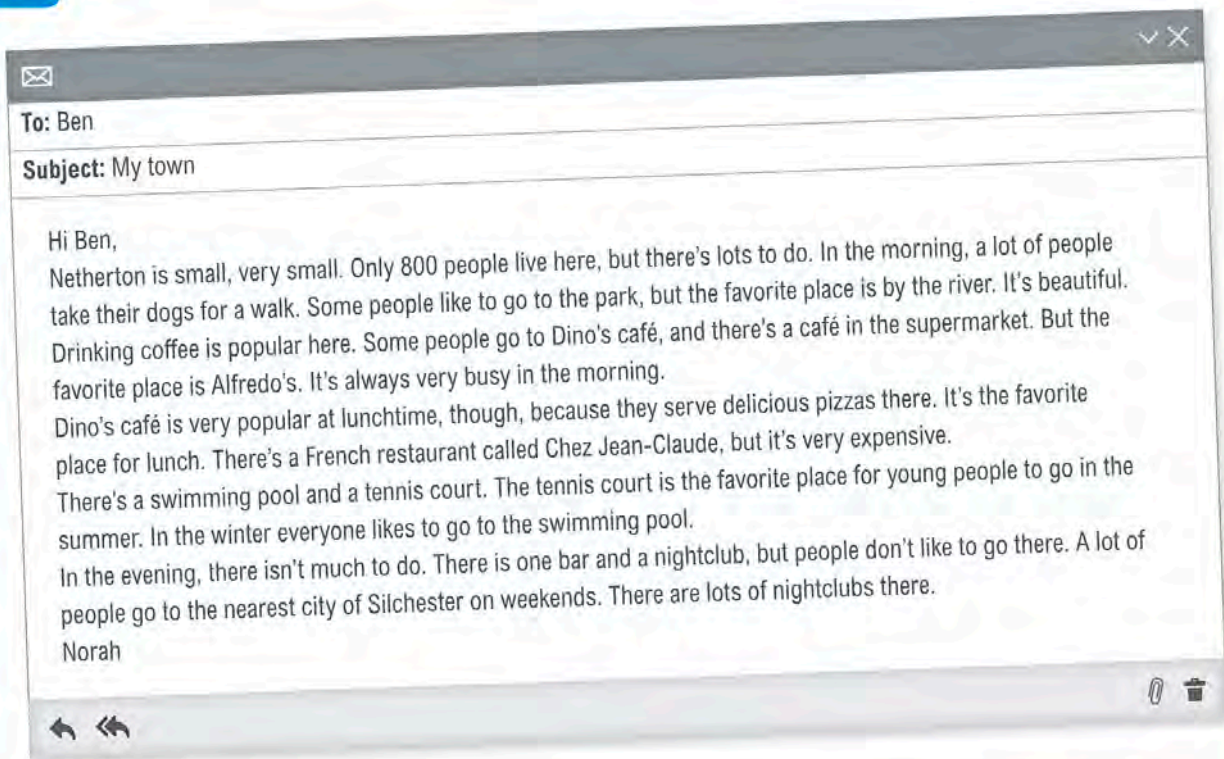 To: Ben
Subject: My town
Hi Ben,
Netherton is small, very small. Only 800 people live here, but there's lots to do. In the morning, a lot of people
take their dogs for a walk. Some people like to go to the park, but the favorite place is by the river. It's beautiful.
Drinking coffee is popular here. Some people go to Dino's café, and there's a café in the supermarket. But the
favorite place is Alfredo's. It's always very busy in the morning.
Dino's café is very popular at lunchtime, though, because they serve delicious pizzas there. It's the favorite
place for lunch. There's a French restaurant called Chez Jean-Claude, but it's very expensive.
There's a swimming pool and a tennis court. The tennis court is the favorite place for young people to go in the
summer. In the winter everyone likes to go to the swimming pool.
In the evening, there isn't much to do. There is one bar and a nightclub, but people don't like to go there. A lot of
people go to the nearest city of Silchester on weekends. There are lots of nightclubs there.
Norah